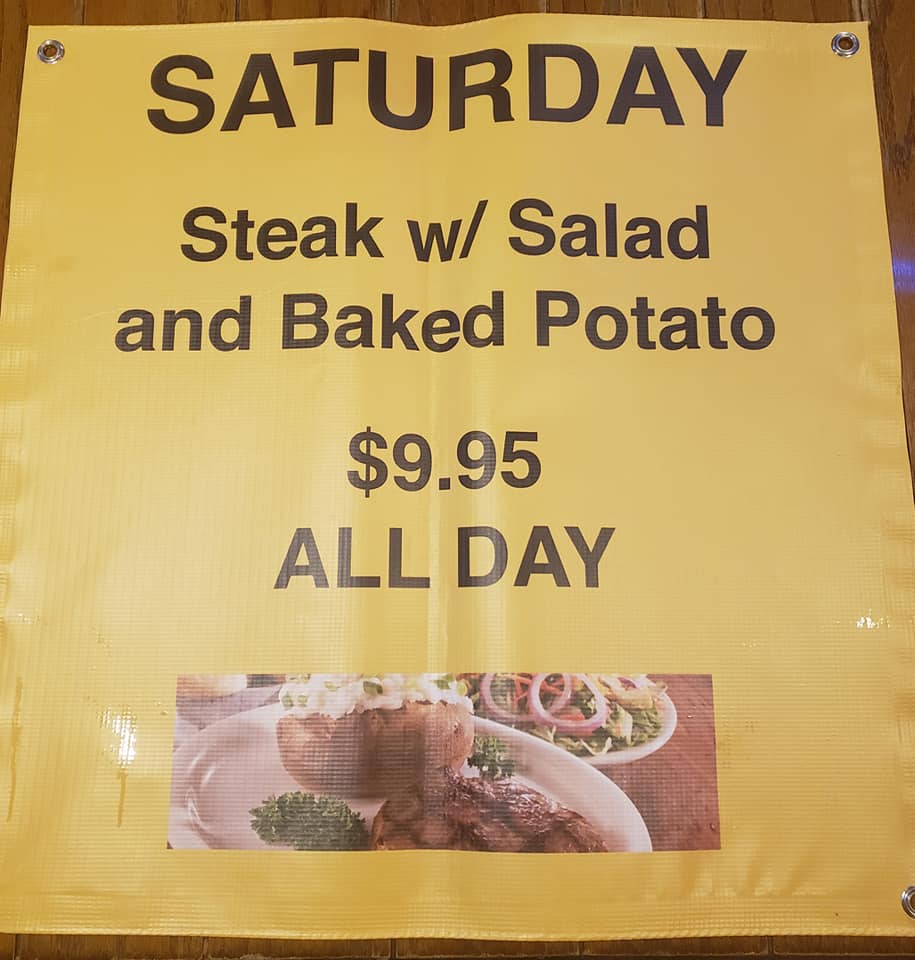 SATURDAY
Steak w/ Salad
and Baked Potato
$9.95
ALL DAY